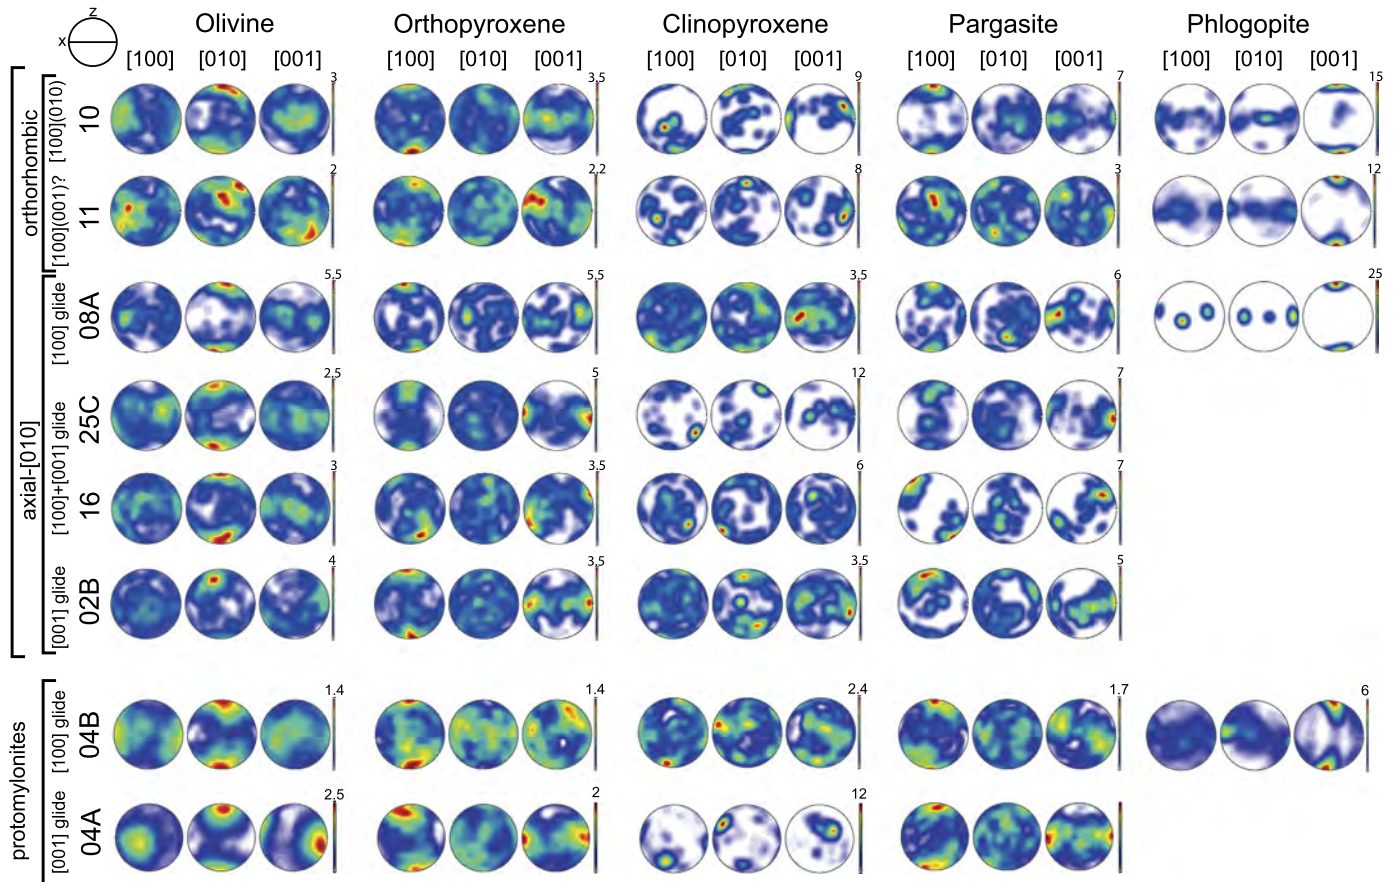 z
x
Olivine Orthopyroxene Clinopyroxene Pargasite Phlogopite
[100] [010] [001] [100] [010] [001] [100] [010] [001] [100] [010] [001] [100] [010] [001]
orthorhombic
[100](010)
10
3 3.5 9 7 15
[100](001)?
11
2 2.2 8 3 12
axial-[010]
[100] glide
08A
5.5 5.5 3.5 6 25
[100]+[001] glide
25C
2.5 5 12 7
16
3 3.5 6 7
[001] glide
02B
4 3.5 3.5 5
protomylonites
[100] glide
04B
1.4 1.4 2.4 1.7 6
[001] glide
04A
2.5 2 12